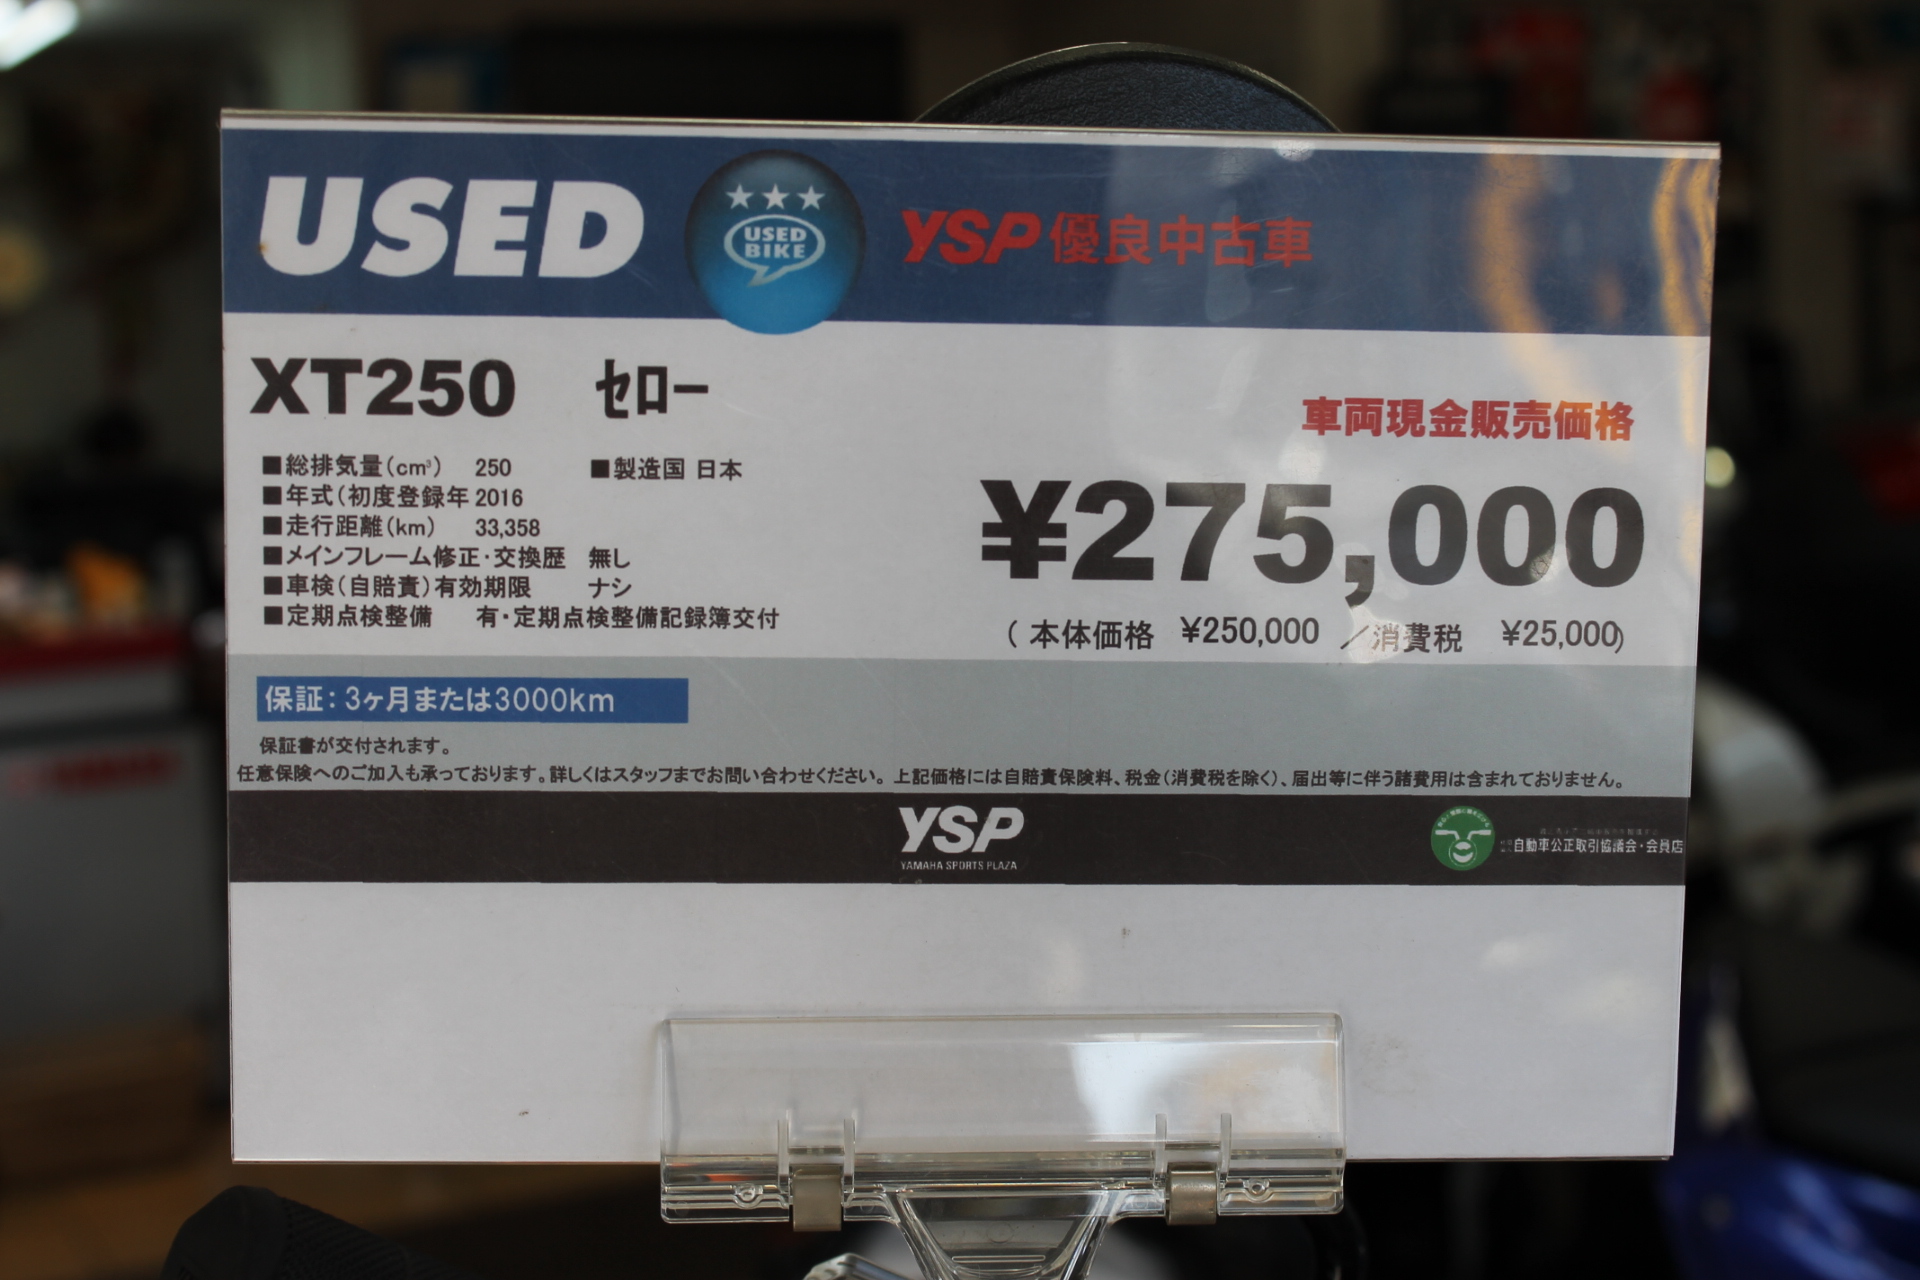 USED
★★★
USED
BIKE
YSP優良中古車
XT250 セロー
車両現金販売価格
■総排気量(cm³) 250 ■製造国 日本
■年式(初度登録年 2016
■走行距離(km) 33,358
■メインフレーム修正・交換歴 無し
■車検(自賠責)有効期限 ナシ
■定期点検整備 有・定期点検整備記録簿交付
¥275,000
( 本体価格 ¥250,000 /消費税 ¥25,000)
保証：3ヶ月または3000km
保証書が交付されます。
任意保険へのご加入も承っております。詳しくはスタッフまでお問い合わせください。 上記価格には自賠責保険料、税金(消費税を除く)、届出等に伴う諸費用は含まれておりません。
YSP
YAMAHA SPORTS PLAZA
自動車公正取引協議会・会員店